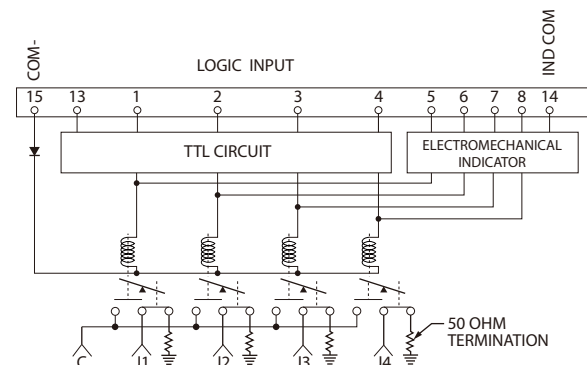 COM-
LOGIC INPUT
IND COM
15 13 1 2 3 4 5 6 7 8 14
TTL CIRCUIT
ELECTROMECHANICAL
INDICATOR
50 OHM
TERMINATION
C J1 J2 J3 J4